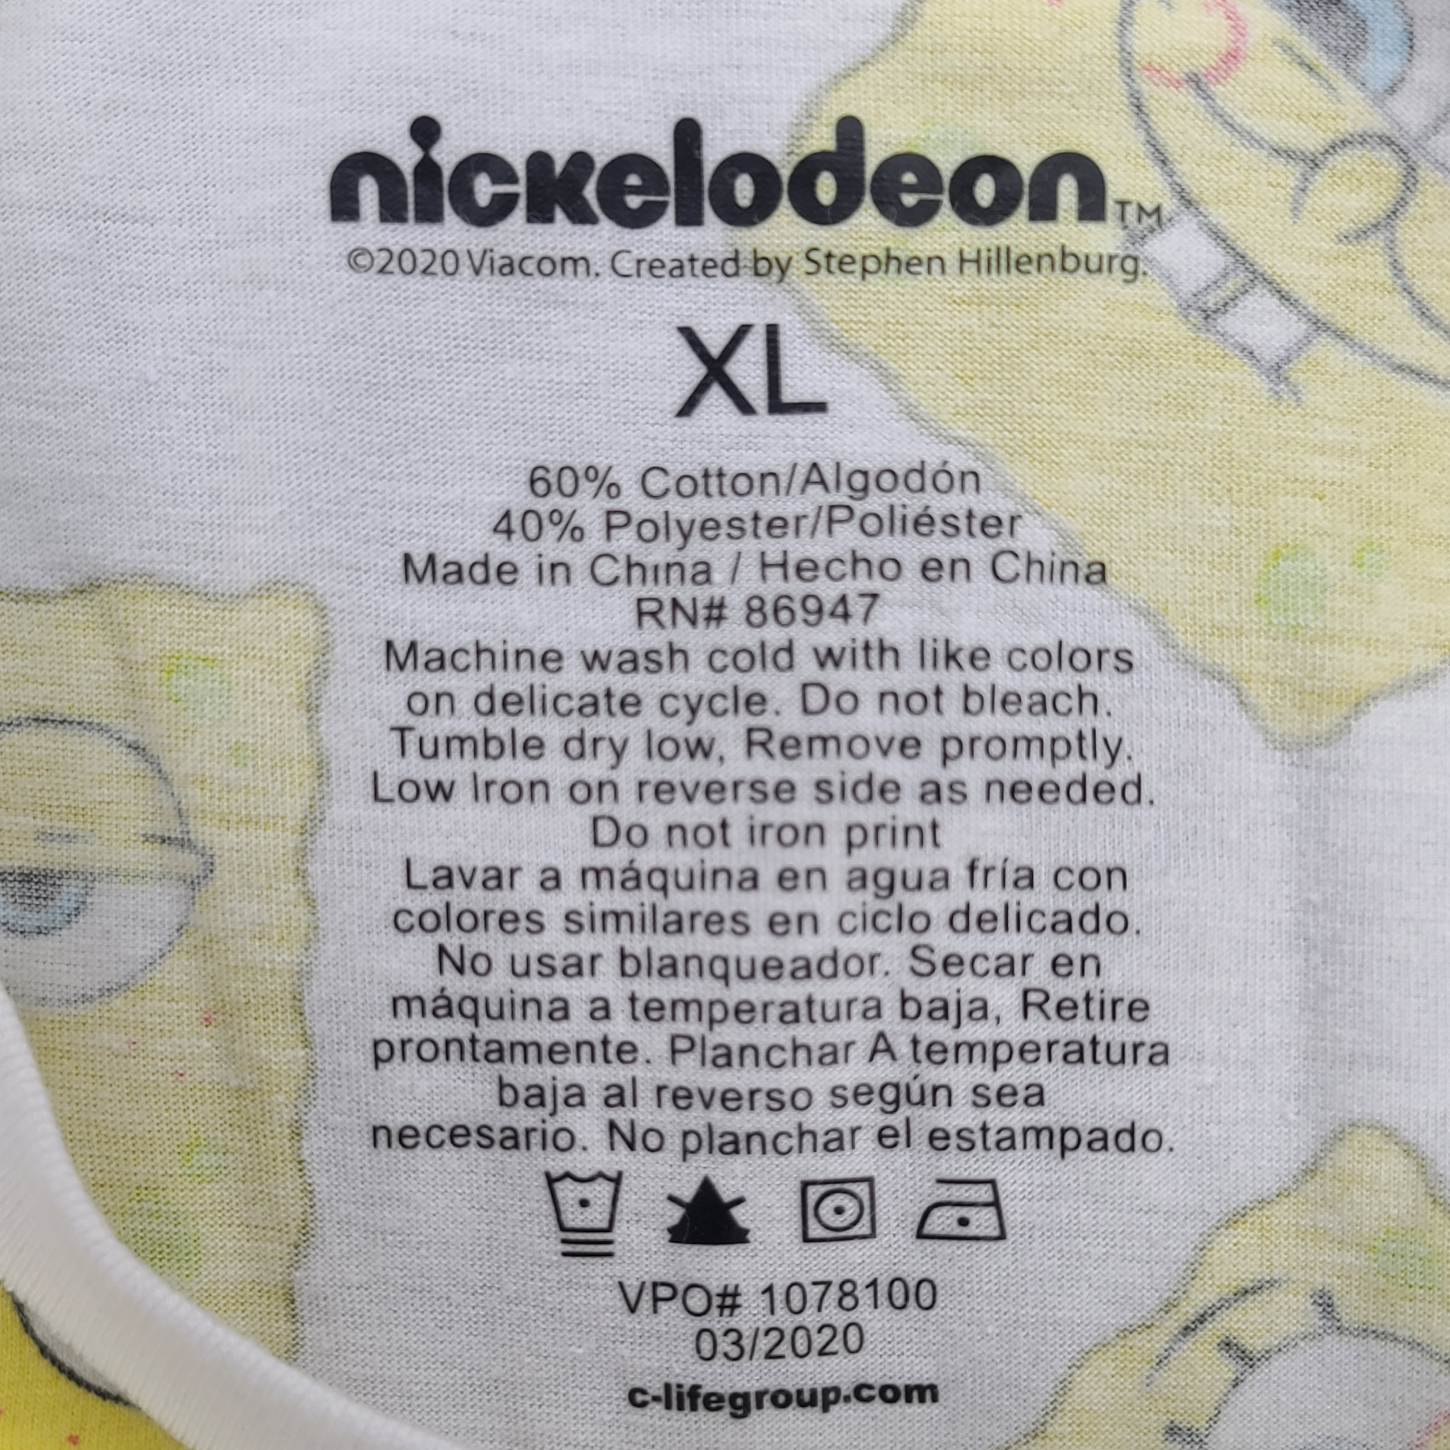 nickelodeon™
©2020 Viacom. Created by Stephen Hillenburg.
XL
60% Cotton/Algodón
40% Polyester/Poliéster
Made in China / Hecho en China
RN# 86947
Machine wash cold with like colors
on delicate cycle. Do not bleach.
Tumble dry low, Remove promptly.
Low Iron on reverse side as needed.
Do not iron print
Lavar a máquina en agua fría con
colores similares en ciclo delicado.
No usar blanqueador. Secar en
máquina a temperatura baja, Retire
prontamente. Planchar A temperatura
baja al reverso según sea
necesario. No planchar el estampado.
VPO# 1078100
03/2020
c-lifegroup.com